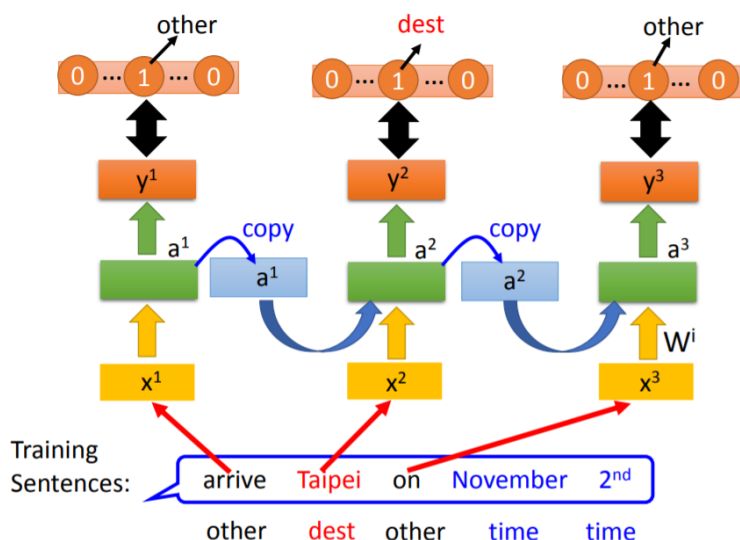 other dest other
0 ... 1 ... 0 0 ... 1 ... 0 0 ... 1 ... 0
y¹ y² y³
copy copy
a¹ a² a³
a¹ a²
Wⁱ
x¹ x² x³
Training
Sentences:
arrive Taipei on November 2ⁿᵈ
other dest other time time